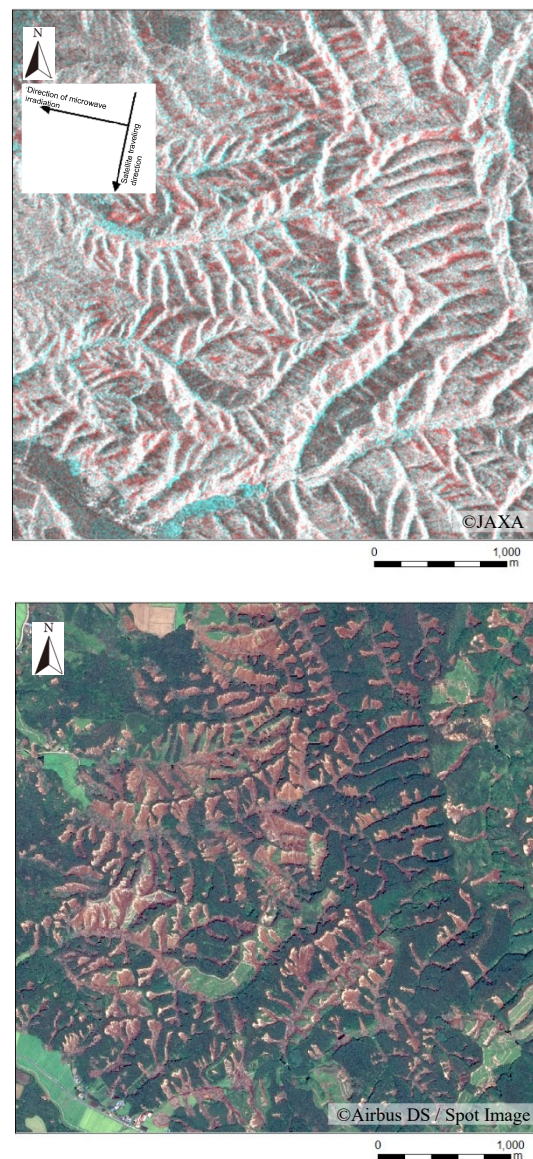 N
Direction of microwave
irradiation
Satellite traveling
direction
©JAXA
0
1,000
m
N
©Airbus DS / Spot Image
0
1,000
m